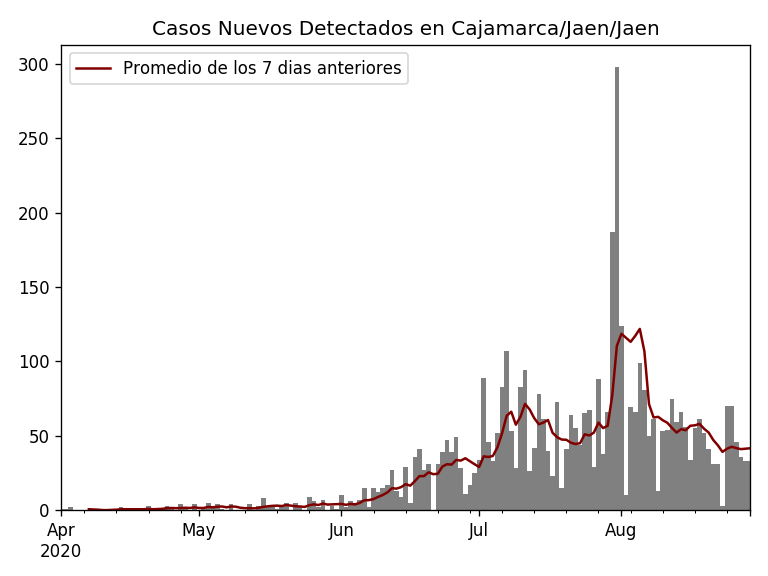 Casos Nuevos Detectados en Cajamarca/Jaen/Jaen
Promedio de los 7 dias anteriores
300
250
200
150
100
50
0
Apr May Jun Jul Aug
2020